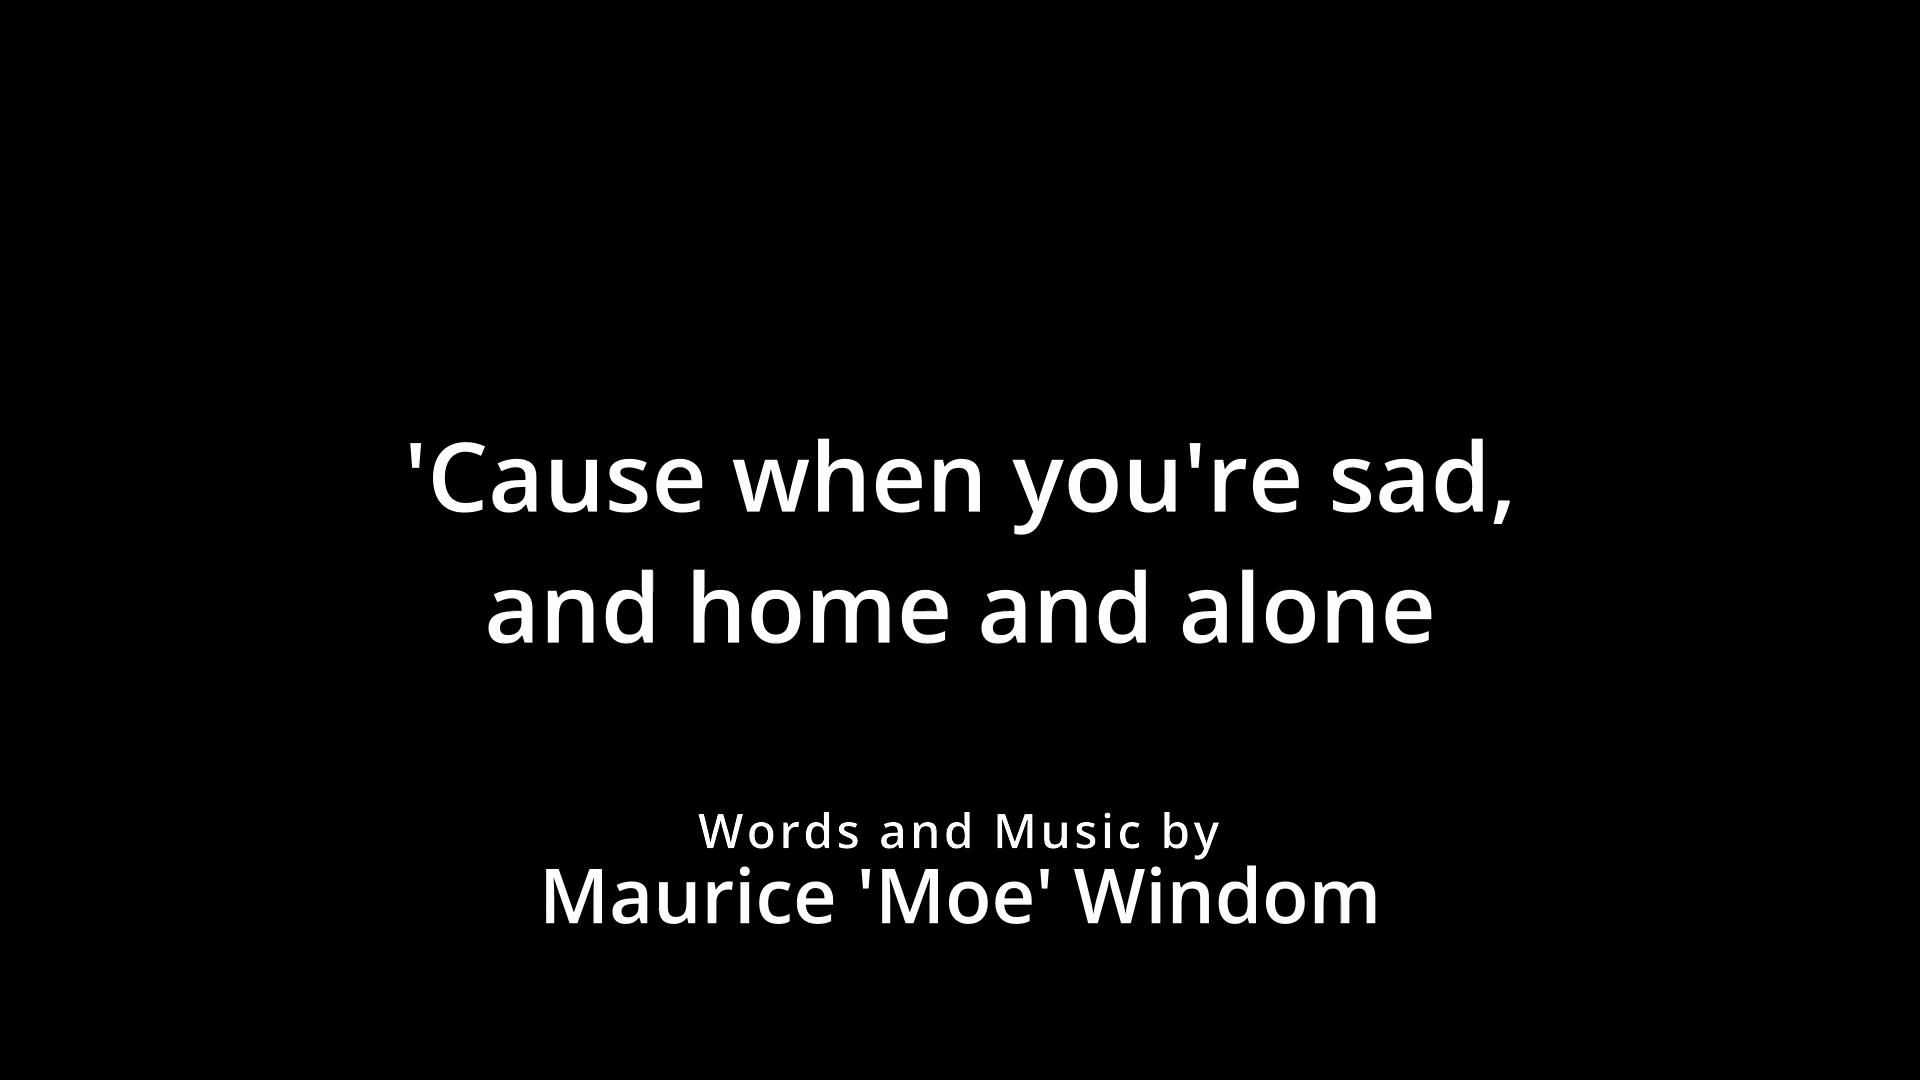 'Cause when you're sad,
and home and alone
Words and Music by
Maurice 'Moe' Windom